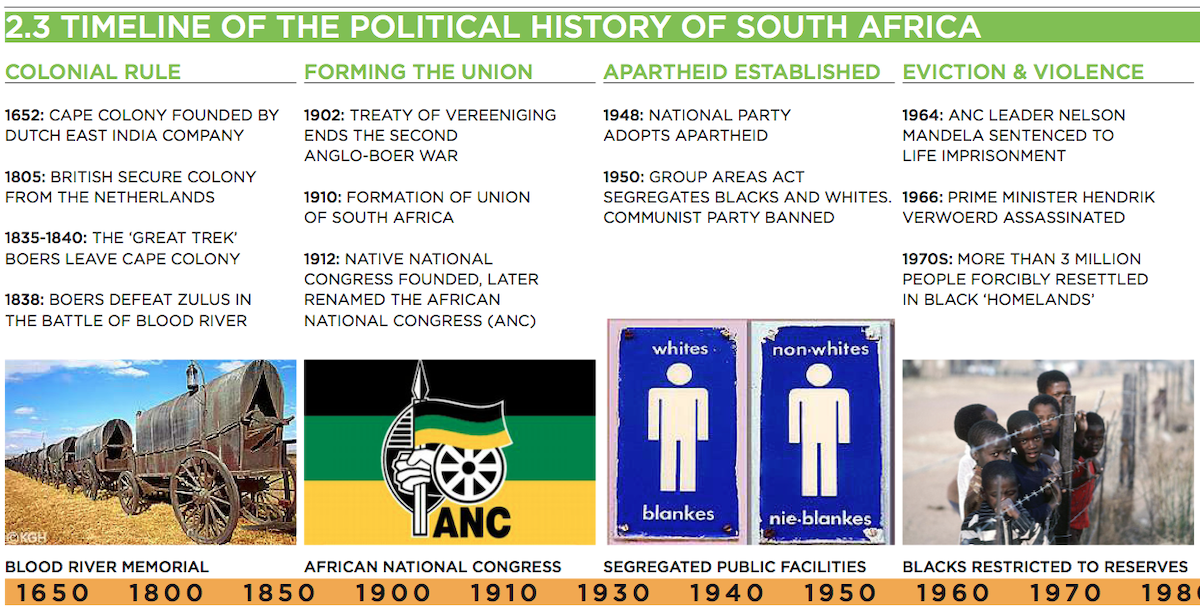 2.3 TIMELINE OF THE POLITICAL HISTORY OF SOUTH AFRICA
COLONIAL RULE
1652: CAPE COLONY FOUNDED BY
DUTCH EAST INDIA COMPANY
1805: BRITISH SECURE COLONY
FROM THE NETHERLANDS
1835-1840: THE ‘GREAT TREK’
BOERS LEAVE CAPE COLONY
1838: BOERS DEFEAT ZULUS IN
THE BATTLE OF BLOOD RIVER
©KGH
BLOOD RIVER MEMORIAL
FORMING THE UNION
1902: TREATY OF VEREENIGING
ENDS THE SECOND
ANGLO-BOER WAR
1910: FORMATION OF UNION
OF SOUTH AFRICA
1912: NATIVE NATIONAL
CONGRESS FOUNDED, LATER
RENAMED THE AFRICAN
NATIONAL CONGRESS (ANC)
ANC
AFRICAN NATIONAL CONGRESS
APARTHEID ESTABLISHED
1948: NATIONAL PARTY
ADOPTS APARTHEID
1950: GROUP AREAS ACT
SEGREGATES BLACKS AND WHITES.
COMMUNIST PARTY BANNED
whites
blankes
non-whites
nie-blankes
SEGREGATED PUBLIC FACILITIES
EVICTION & VIOLENCE
1964: ANC LEADER NELSON
MANDELA SENTENCED TO
LIFE IMPRISONMENT
1966: PRIME MINISTER HENDRIK
VERWOERD ASSASSINATED
1970S: MORE THAN 3 MILLION
PEOPLE FORCIBLY RESETTLED
IN BLACK ‘HOMELANDS’
BLACKS RESTRICTED TO RESERVES
1650 1800 1850 1900 1910 1930 1940 1950 1960 1970 198